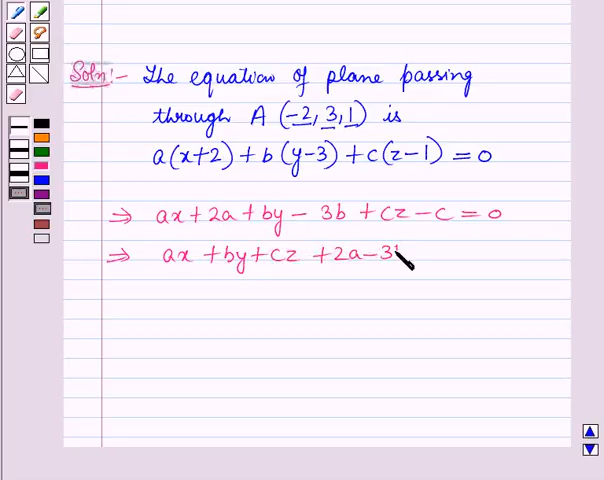 Soln:- The equation of plane passing
through A (-2, 3, 1) is
a(x+2) + b(y-3) + c(z-1) = 0
⇒ ax + 2a + by - 3b + cz - c = 0
⇒ ax + by + cz + 2a - 3